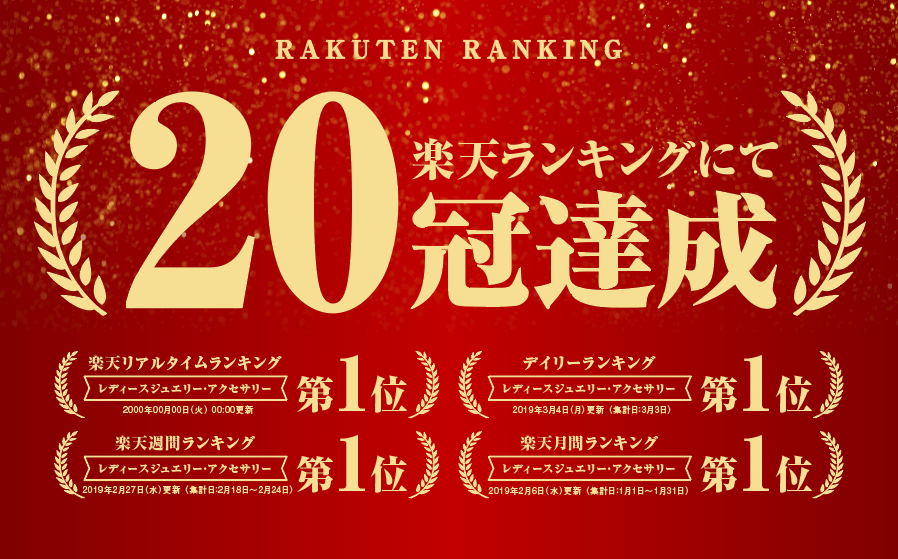 RAKUTEN RANKING
20
楽天ランキングにて
冠達成
楽天リアルタイムランキング
レディースジュエリー・アクセサリー
2000年00月00日(火) 00:00更新
第1位
デイリーランキング
レディースジュエリー・アクセサリー
2019年3月4日(月)更新 (集計日:3月3日)
第1位
楽天週間ランキング
レディースジュエリー・アクセサリー
2019年2月27日(水)更新 (集計日:2月18日～2月24日)
第1位
楽天月間ランキング
レディースジュエリー・アクセサリー
2019年2月6日(水)更新 (集計日:1月1日～1月31日)
第1位